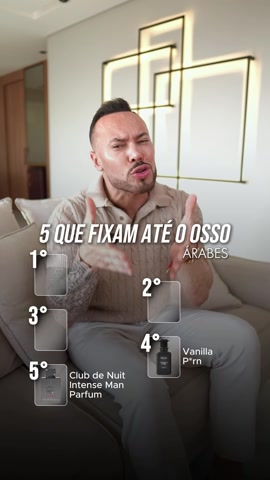 5 QUE FIXAM ATÉ O OSSO
ÁRABES
1°
2°
3°
4°
Vanilla
P*rn
5°
Club de Nuit
Intense Man
Parfum